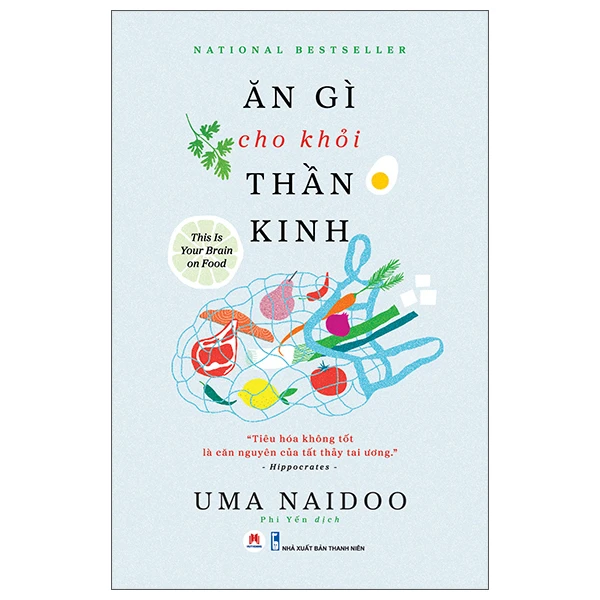 NATIONAL BESTSELLER
ĂN GÌ
cho khỏi
THẦN
KINH
This Is
Your Brain
on Food
“Tiêu hóa không tốt
là căn nguyên của tất thảy tai ương.”
- Hippocrates -
UMA NAIDOO
Phi Yến dịch
NHÀ XUẤT BẢN THANH NIÊN